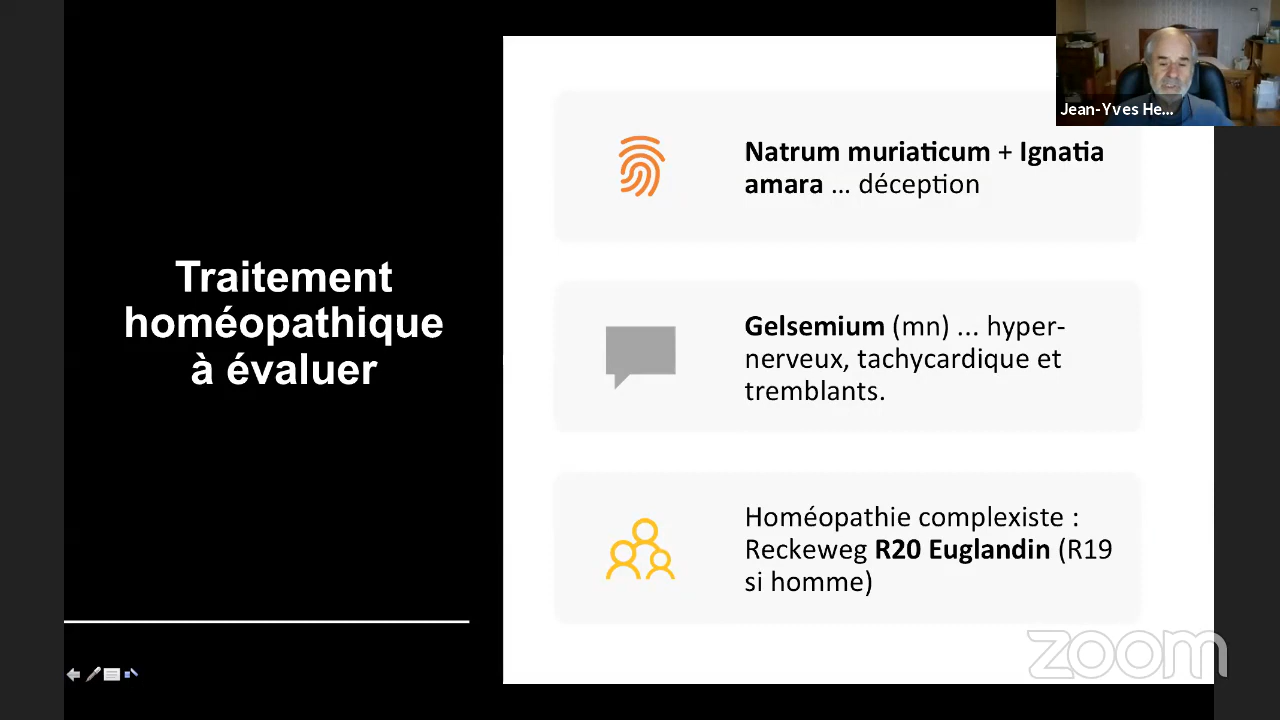 Jean-Yves He...
Traitement
homéopathique
à évaluer
Natrum muriaticum + Ignatia
amara ... déception
Gelsemium (mn) ... hyper-
nerveux, tachycardique et
tremblants.
Homéopathie complexiste :
Reckeweg R20 Euglandin (R19
si homme)
zoom